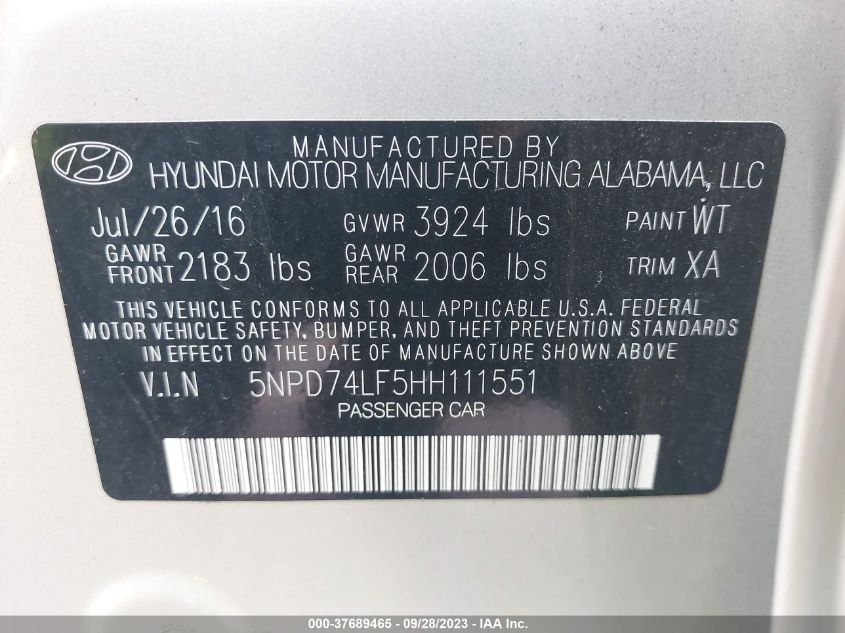 MANUFACTURED BY
HYUNDAI MOTOR MANUFACTURING ALABAMA, LLC
Jul/26/16 GVWR 3924 lbs PAINT WT
GAWR FRONT 2183 lbs GAWR REAR 2006 lbs TRIM XA
THIS VEHICLE CONFORMS TO ALL APPLICABLE U.S.A. FEDERAL
MOTOR VEHICLE SAFETY, BUMPER, AND THEFT PREVENTION STANDARDS
IN EFFECT ON THE DATE OF MANUFACTURE SHOWN ABOVE.
V.I.N 5NPD74LF5HH111551
PASSENGER CAR
000-37689465 - 09/28/2023 - IAA Inc.